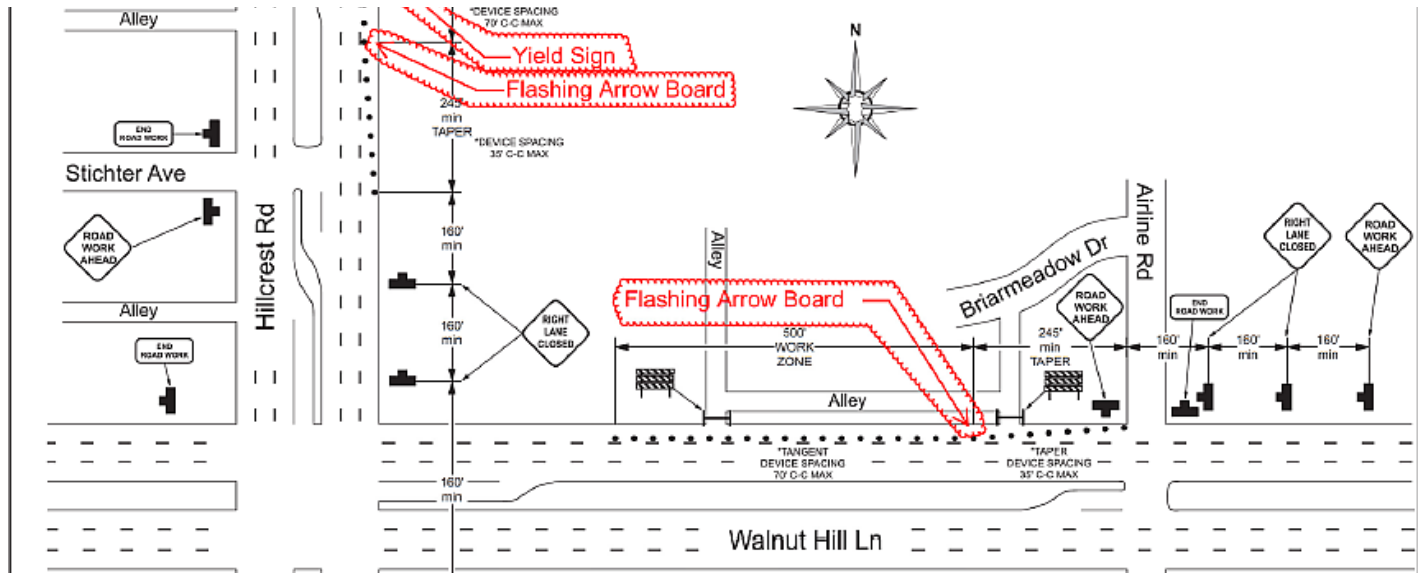 Alley
*DEVICE SPACING
70' C-C MAX
Yield Sign
Flashing Arrow Board
245'
min
TAPER
*DEVICE SPACING
35' C-C MAX
N
END
ROAD WORK
Stichter Ave
ROAD
WORK
AHEAD
Hillcrest Rd
160'
min
Alley
END
ROAD WORK
160'
min
RIGHT
LANE
CLOSED
Alley
Flashing Arrow Board
500'
WORK
ZONE
Briarmeadow Dr
Airline Rd
ROAD
WORK
AHEAD
245'
min
TAPER
END
ROAD WORK
RIGHT
LANE
CLOSED
ROAD
WORK
AHEAD
160'
min
160'
min
160'
min
Alley
*TANGENT
DEVICE SPACING
70' C-C MAX
*TAPER
DEVICE SPACING
35' C-C MAX
160'
min
Walnut Hill Ln